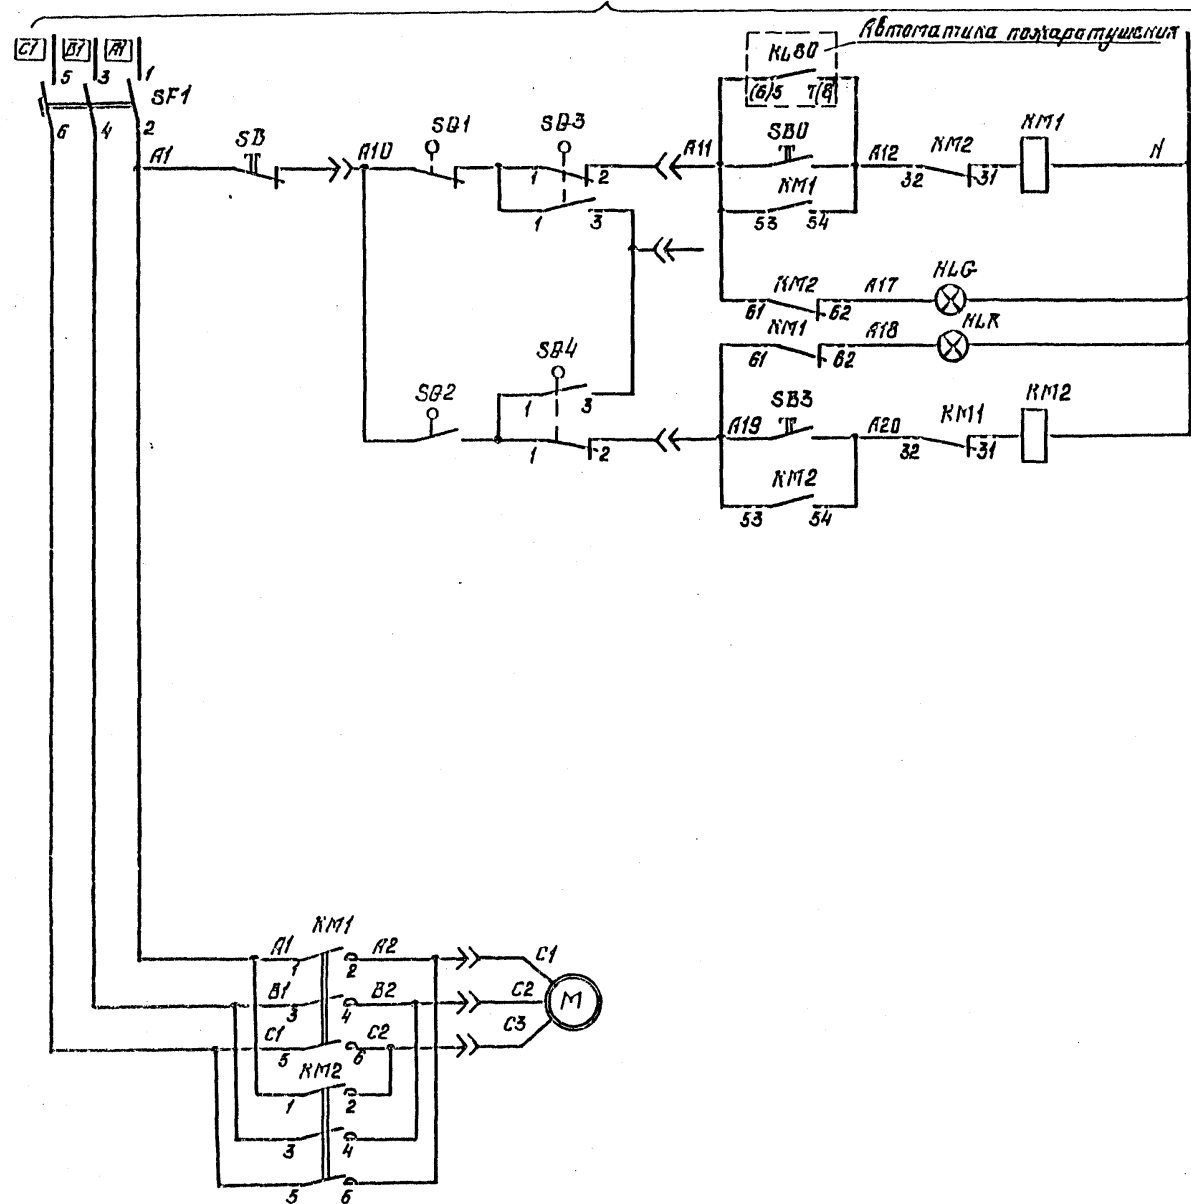 Автоматика пожаротушения
C1 B1 A1
KL80
5 3 1
(6)5 7(8)
SF1
6 4 2
SQ1 SQ3 SB0 KM1
SB
A1 A10 A11 A12 KM2 N
1 2 32 31
KM1
1 3 53 54
KM2 A17 HLG
61 62
KM1 A18 HLR
SQ4 61 62
SQ2 1 3 SB3 KM1 KM2
A19 A20
1 2 32 31
KM2
53 54
KM1
A1 A2 C1
1 2
B1 B2 C2 M
3 4
C1 C2 C3
5 6
KM2
1 2
3 4
5 6